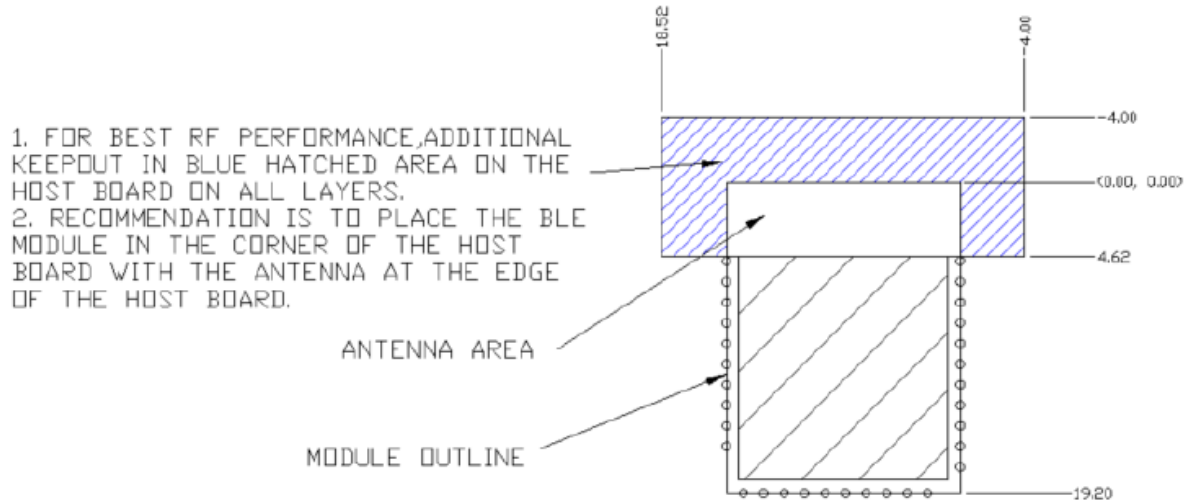 18.52
-4.00
1. FOR BEST RF PERFORMANCE,ADDITIONAL
KEEPOUT IN BLUE HATCHED AREA ON THE
HOST BOARD ON ALL LAYERS.
2. RECOMMENDATION IS TO PLACE THE BLE
MODULE IN THE CORNER OF THE HOST
BOARD WITH THE ANTENNA AT THE EDGE
OF THE HOST BOARD.
-4.00
(0.00, 0.00)
4.62
ANTENNA AREA
MODULE OUTLINE
19.20